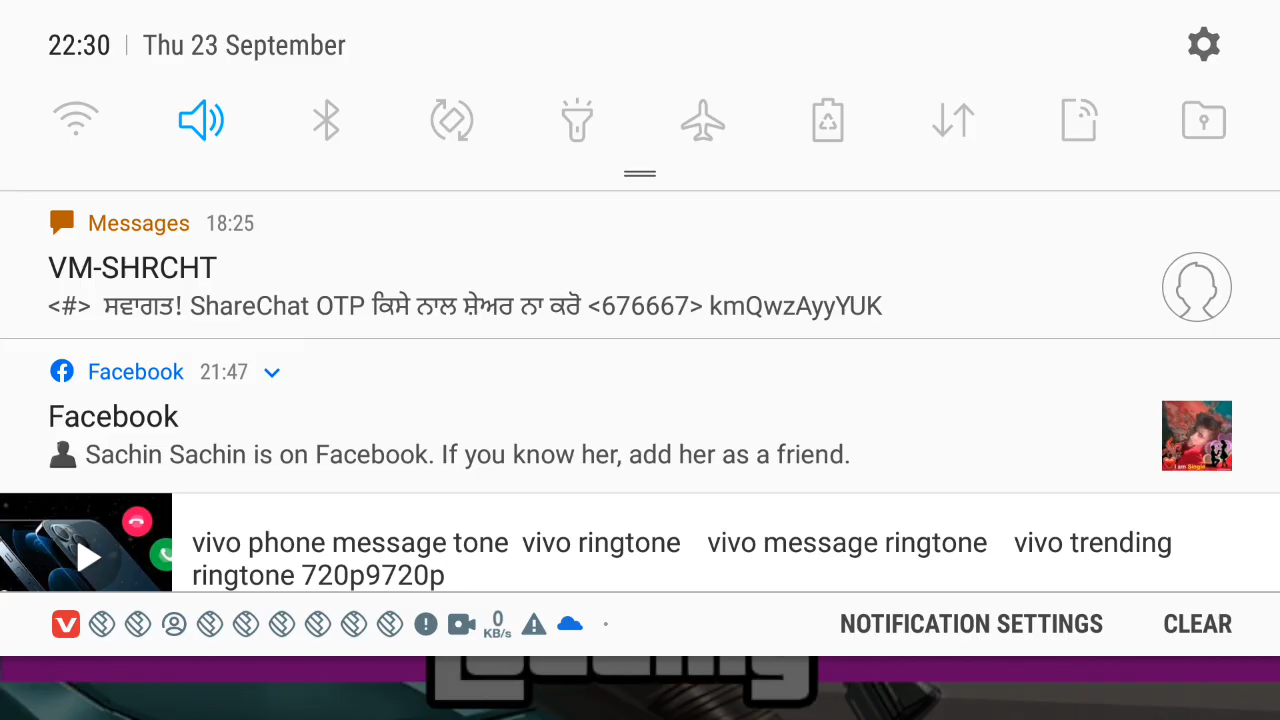 22:30 | Thu 23 September
Messages 18:25
VM-SHRCHT
<#> ਸਵਾਗਤ! ShareChat OTP ਕਿਸੇ ਨਾਲ ਸ਼ੇਅਰ ਨਾ ਕਰੋ <676667> kmQwzAyyYUK
Facebook 21:47
Facebook
Sachin Sachin is on Facebook. If you know her, add her as a friend.
I am Single
vivo phone message tone vivo ringtone vivo message ringtone vivo trending
ringtone 720p9720p
0
KB/s
NOTIFICATION SETTINGS CLEAR